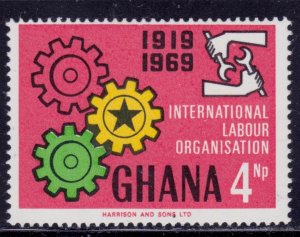 1919
1969
INTERNATIONAL
LABOUR
ORGANISATION
GHANA 4 NP
HARRISON AND SONS LTD